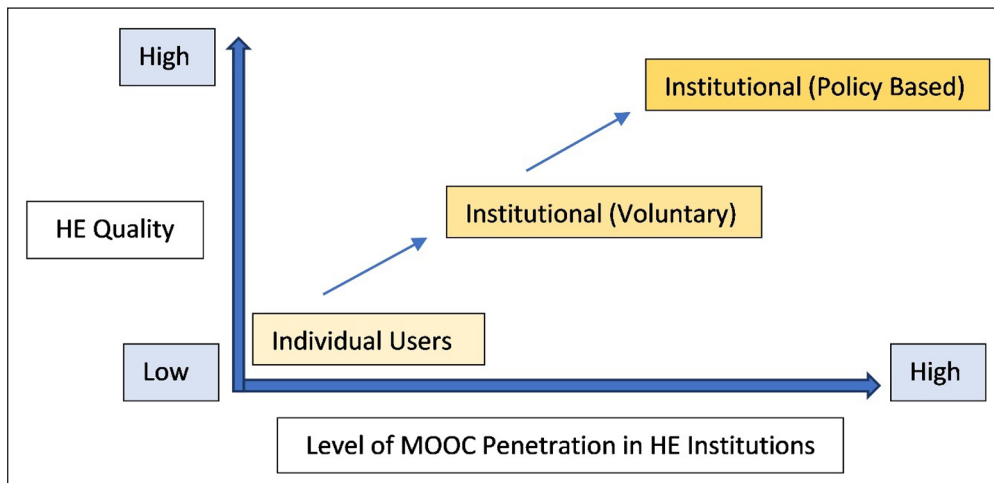 High
Institutional (Policy Based)
Institutional (Voluntary)
HE Quality
Individual Users
Low
High
Level of MOOC Penetration in HE Institutions